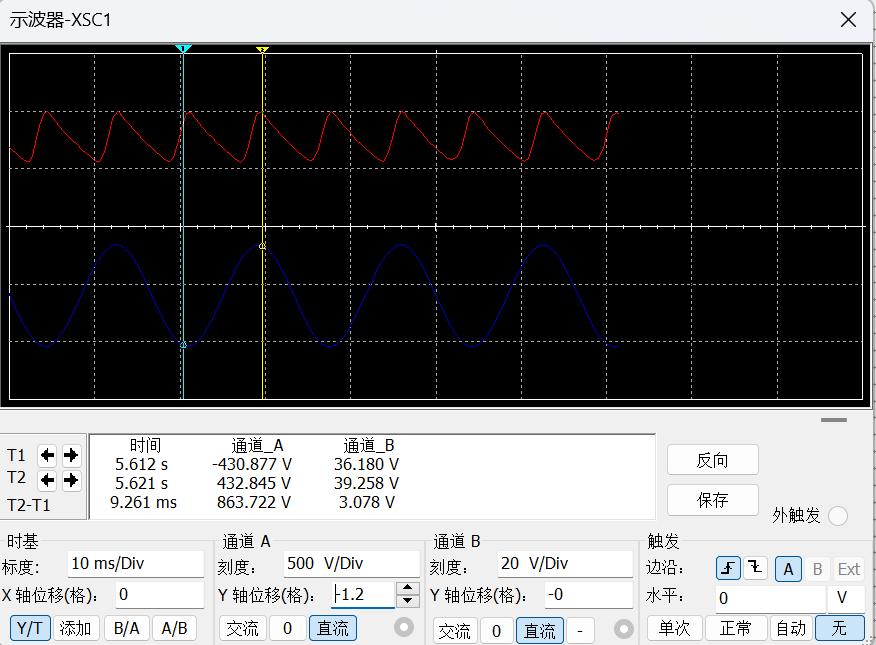 示波器-XSC1
1
2
时间 通道_A 通道_B
T1 5.612 s -430.877 V 36.180 V
T2 5.621 s 432.845 V 39.258 V
T2-T1 9.261 ms 863.722 V 3.078 V
反向
保存
外触发
时基
标度: 10 ms/Div
X 轴位移(格): 0
Y/T 添加 B/A A/B
通道 A
刻度: 500 V/Div
Y 轴位移(格): -1.2
交流 0 直流
通道 B
刻度: 20 V/Div
Y 轴位移(格): -0
交流 0 直流 -
触发
边沿: A B Ext
水平: 0 V
单次 正常 自动 无